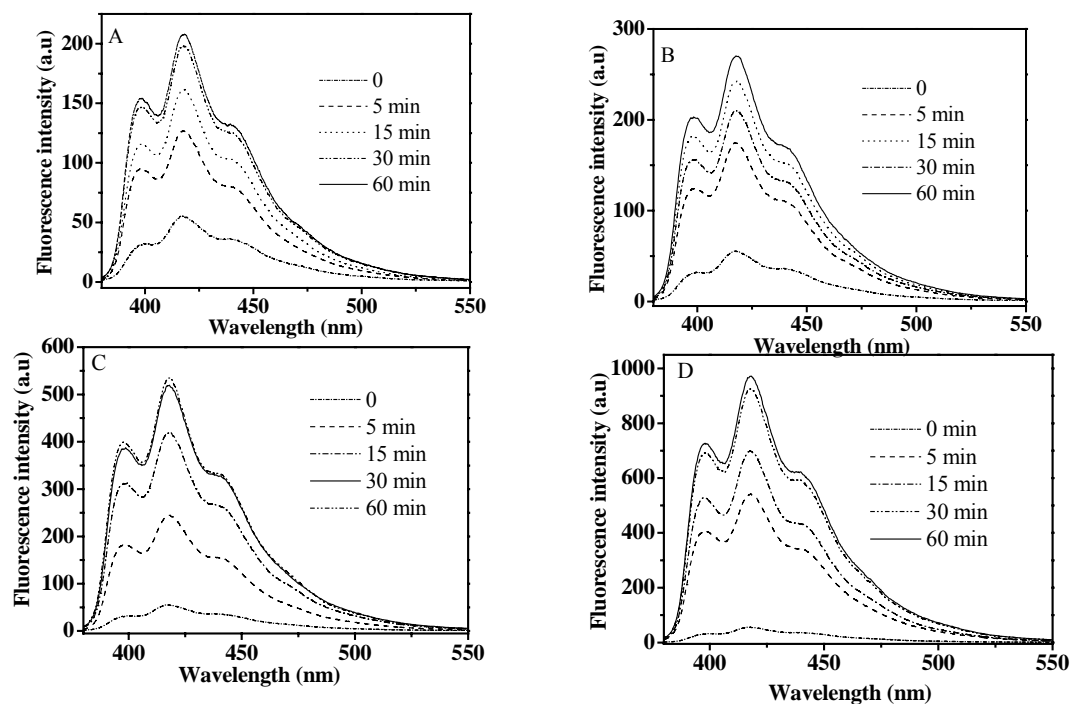 A
Fluorescence intensity (a.u)
200
150
100
50
0
0
5 min
15 min
30 min
60 min
400
450
500
550
Wavelength (nm)
B
Fluorescence intensity (a.u)
300
200
100
0
0
5 min
15 min
30 min
60 min
400
450
500
550
Wavelength (nm)
C
Fluorescence intensity (a.u)
600
500
400
300
200
100
0
0
5 min
15 min
30 min
60 min
400
450
500
550
Wavelength (nm)
D
Fluorescence intensity (a.u)
1000
800
600
400
200
0
0 min
5 min
15 min
30 min
60 min
400
450
500
550
Wavelength (nm)